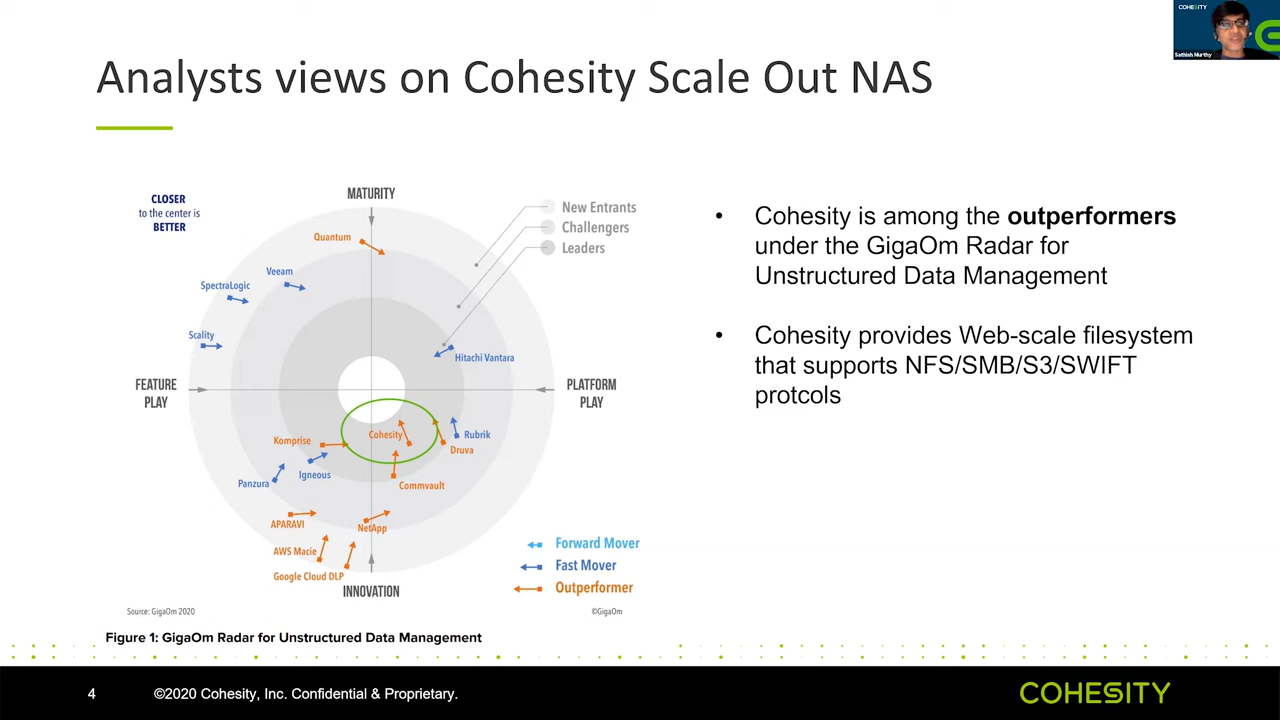 COHESITY
Sathish Murthy
Analysts views on Cohesity Scale Out NAS
CLOSER
to the center is
BETTER
MATURITY
New Entrants
Challengers
Leaders
Quantum
Veeam
SpectraLogic
Scality
Hitachi Vantara
FEATURE
PLAY
PLATFORM
PLAY
Cohesity
Rubrik
Komprise
Druva
Igneous
Panzura
Commvault
APARAVI
NetApp
AWS Macie
Google Cloud DLP
INNOVATION
Forward Mover
Fast Mover
Outperformer
Source: GigaOm 2020
©GigaOm
Figure 1: GigaOm Radar for Unstructured Data Management
• Cohesity is among the outperformers
under the GigaOm Radar for
Unstructured Data Management
• Cohesity provides Web-scale filesystem
that supports NFS/SMB/S3/SWIFT
protcols
4
©2020 Cohesity, Inc. Confidential & Proprietary.
COHESITY